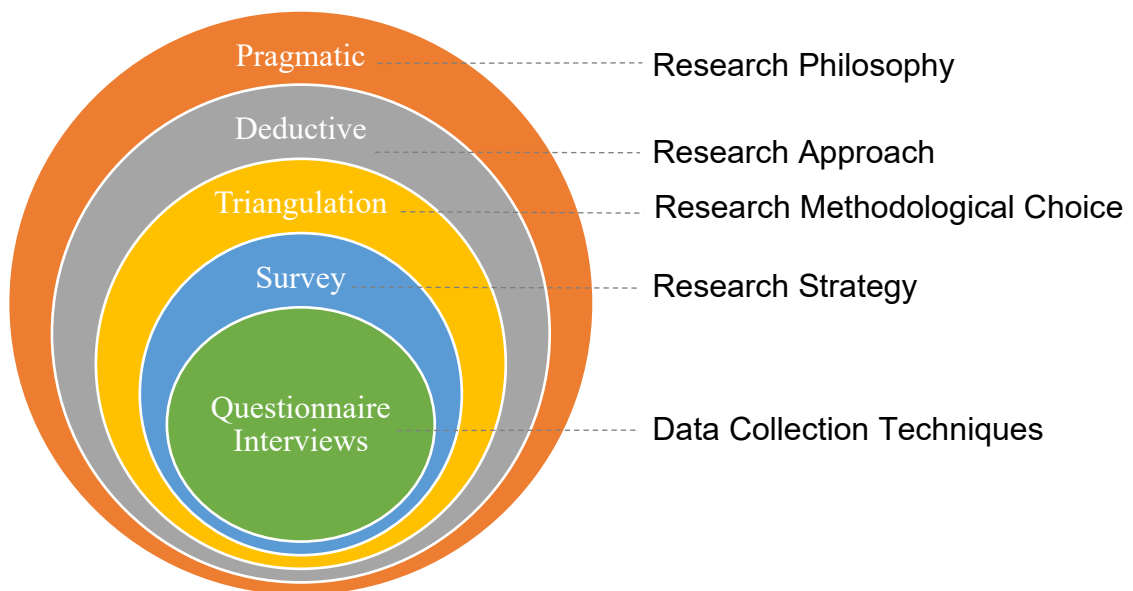 Pragmatic
Research Philosophy
Deductive
Research Approach
Triangulation
Research Methodological Choice
Survey
Research Strategy
Questionnaire
Interviews
Data Collection Techniques